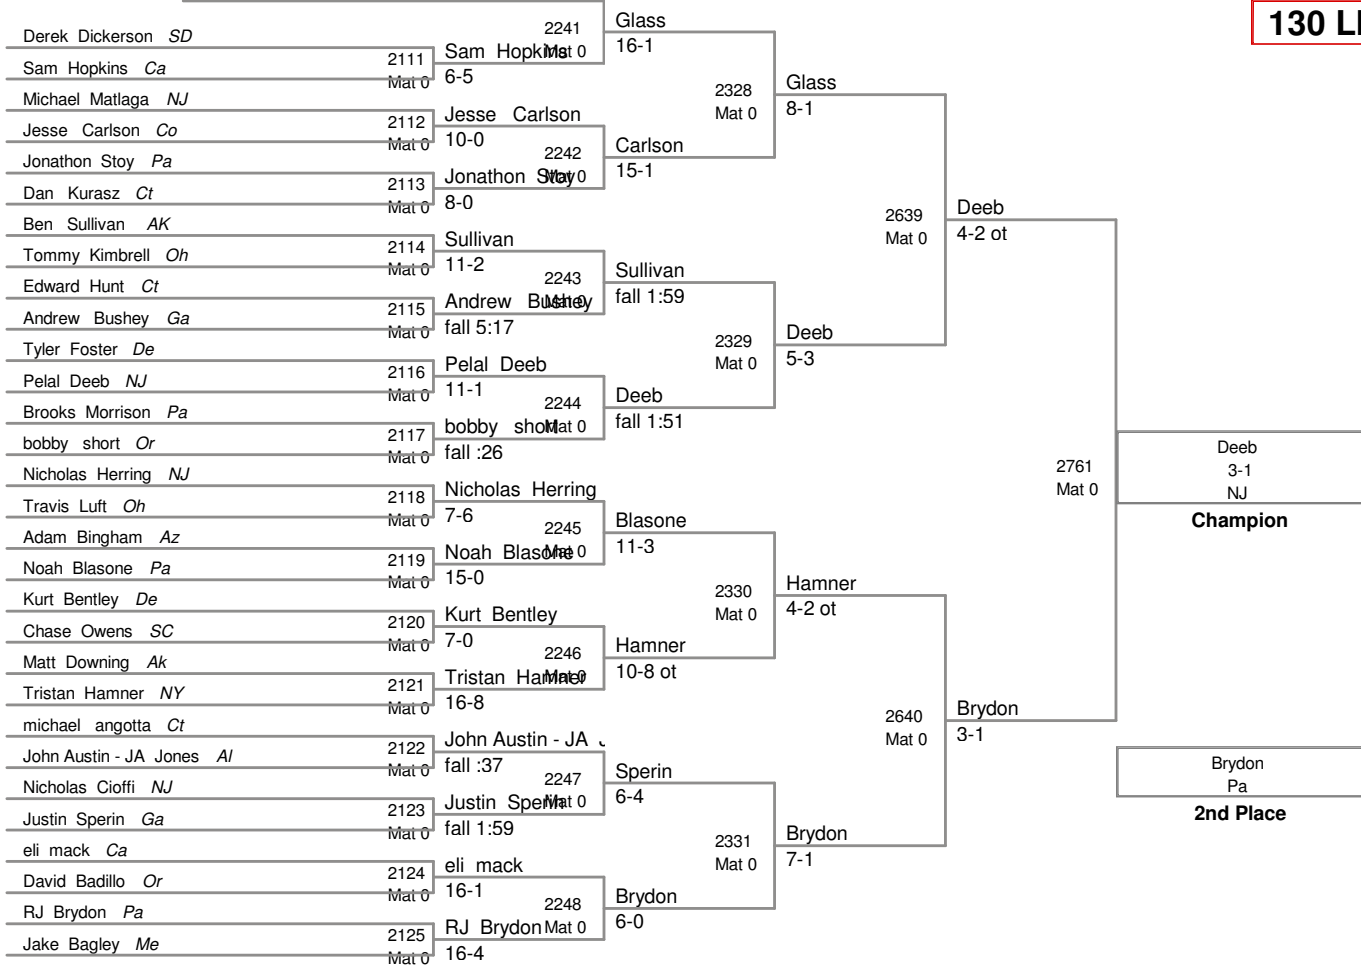 130 L
Derek Dickerson SD
Sam Hopkins Ca
Michael Matlaga NJ
Jesse Carlson Co
Jonathon Stoy Pa
Dan Kurasz Ct
Ben Sullivan AK
Tommy Kimbrell Oh
Edward Hunt Ct
Andrew Bushey Ga
Tyler Foster De
Pelal Deeb NJ
Brooks Morrison Pa
bobby short Or
Nicholas Herring NJ
Travis Luft Oh
Adam Bingham Az
Noah Blasone Pa
Kurt Bentley De
Chase Owens SC
Matt Downing Ak
Tristan Hamner NY
michael angotta Ct
John Austin - JA Jones Al
Nicholas Cioffi NJ
Justin Sperin Ga
eli mack Ca
David Badillo Or
RJ Brydon Pa
Jake Bagley Me
2111
Mat 0
Sam Hopkins
6-5
2112
Mat 0
Jesse Carlson
10-0
2113
Mat 0
Jonathon Stoy
8-0
2114
Mat 0
Sullivan
11-2
2115
Mat 0
Andrew Bushey
fall 5:17
2116
Mat 0
Pelal Deeb
11-1
2117
Mat 0
bobby short
fall :26
2118
Mat 0
Nicholas Herring
7-6
2119
Mat 0
Noah Blasone
15-0
2120
Mat 0
Kurt Bentley
7-0
2121
Mat 0
Tristan Hamner
16-8
2122
Mat 0
John Austin - JA
fall :37
2123
Mat 0
Justin Sperin
fall 1:59
2124
Mat 0
eli mack
16-1
2125
Mat 0
RJ Brydon
16-4
2241
Mat 0
Glass
16-1
2242
Mat 0
Carlson
15-1
2243
Mat 0
Sullivan
fall 1:59
2244
Mat 0
Deeb
fall 1:51
2245
Mat 0
Blasone
11-3
2246
Mat 0
Hamner
10-8 ot
2247
Mat 0
Sperin
6-4
2248
Mat 0
Brydon
6-0
2328
Mat 0
Glass
8-1
2329
Mat 0
Deeb
5-3
2330
Mat 0
Hamner
4-2 ot
2331
Mat 0
Brydon
7-1
2639
Mat 0
Deeb
4-2 ot
2640
Mat 0
Brydon
3-1
2761
Mat 0
Deeb
3-1
NJ
Champion
Brydon
Pa
2nd Place